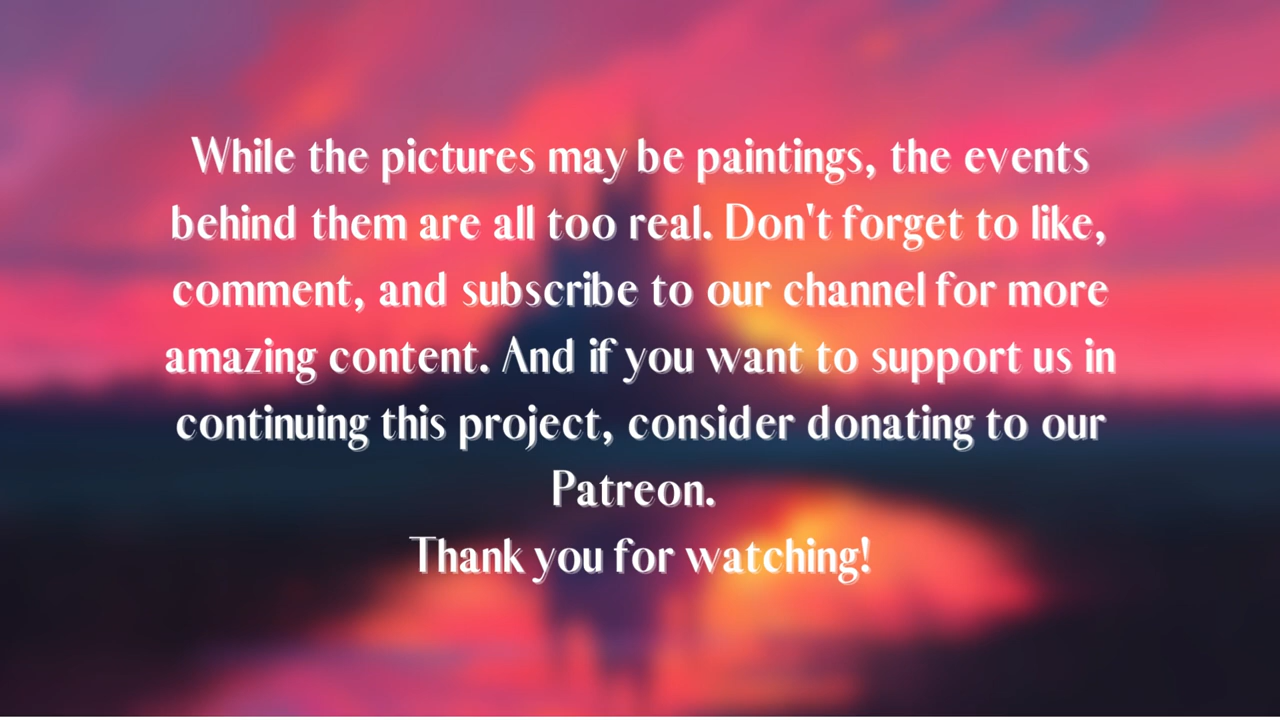 While the pictures may be paintings, the events
behind them are all too real. Don't forget to like,
comment, and subscribe to our channel for more
amazing content. And if you want to support us in
continuing this project, consider donating to our
Patreon.
Thank you for watching!